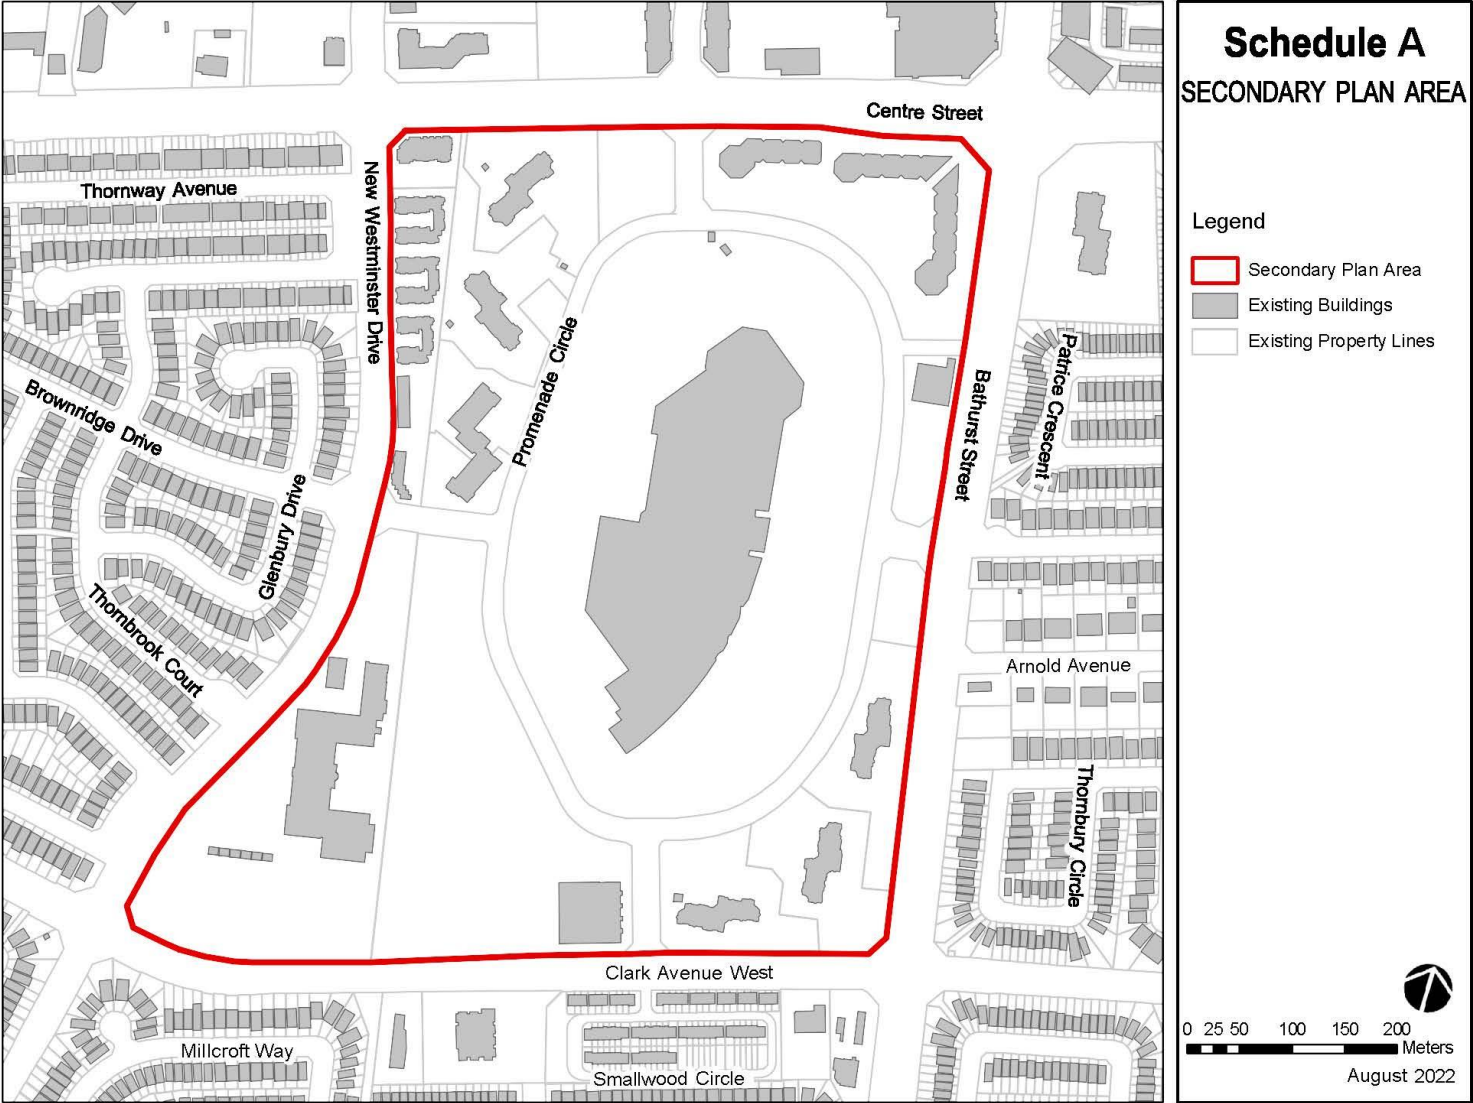 Schedule A
SECONDARY PLAN AREA
Legend
Secondary Plan Area
Existing Buildings
Existing Property Lines
0 25 50 100 150 200
Meters
August 2022
Centre Street
Thornway Avenue
New Westminster Drive
Promenade Circle
Patrice Crescent
Bathurst Street
Brownridge Drive
Glenbury Drive
Thornbrook Court
Arnold Avenue
Thornbury Circle
Clark Avenue West
Millcroft Way
Smallwood Circle